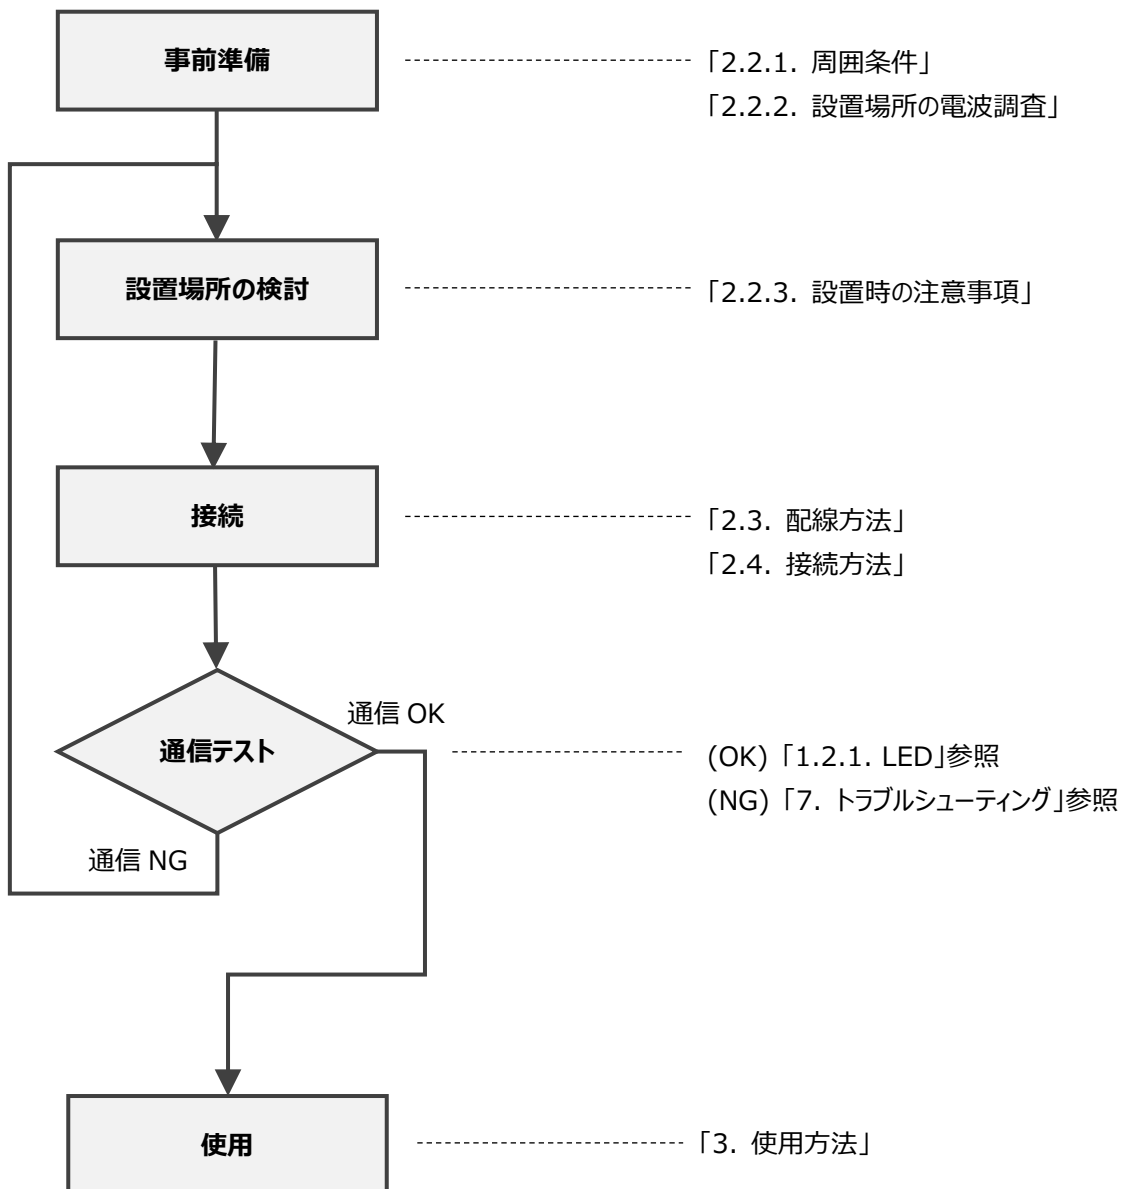 事前準備
「2.2.1. 周囲条件」
「2.2.2. 設置場所の電波調査」
設置場所の検討
「2.2.3. 設置時の注意事項」
接続
「2.3. 配線方法」
「2.4. 接続方法」
通信 OK
通信テスト
(OK) 「1.2.1. LED」参照
(NG) 「7. トラブルシューティング」参照
通信 NG
使用
「3. 使用方法」